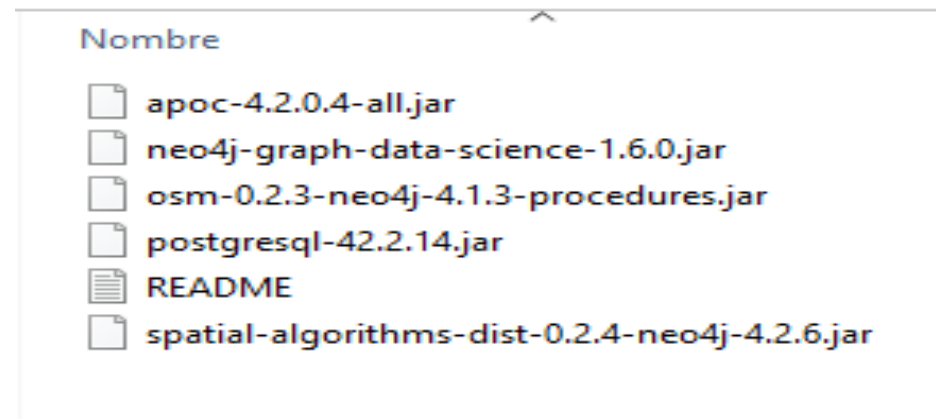 Nombre
apoc-4.2.0.4-all.jar
neo4j-graph-data-science-1.6.0.jar
osm-0.2.3-neo4j-4.1.3-procedures.jar
postgresql-42.2.14.jar
README
spatial-algorithms-dist-0.2.4-neo4j-4.2.6.jar